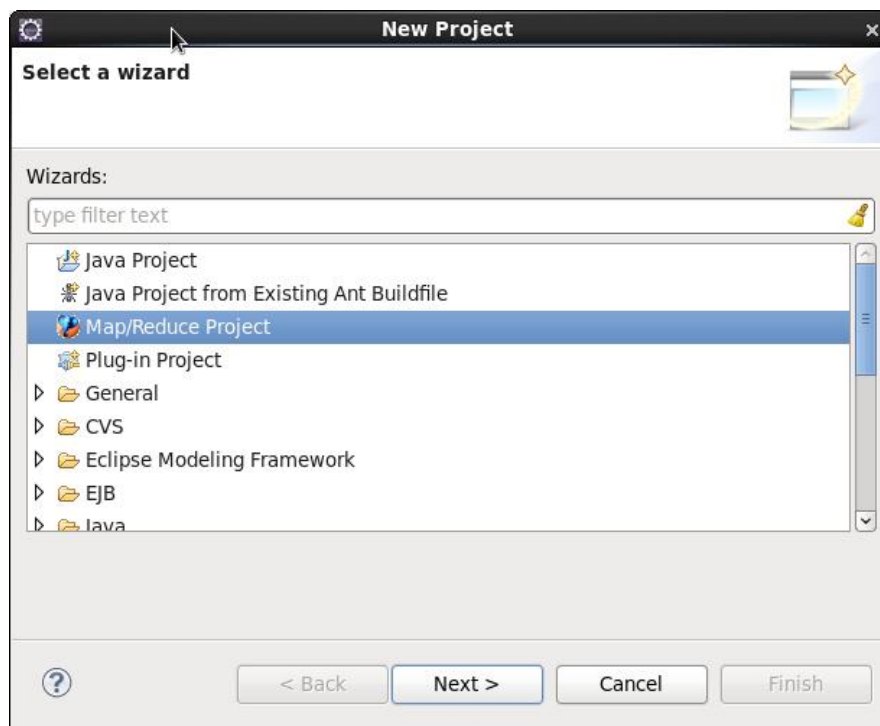 New Project
Select a wizard
Wizards:
type filter text
Java Project
Java Project from Existing Ant Buildfile
Map/Reduce Project
Plug-in Project
General
CVS
Eclipse Modeling Framework
EJB
Java
< Back Next > Cancel Finish